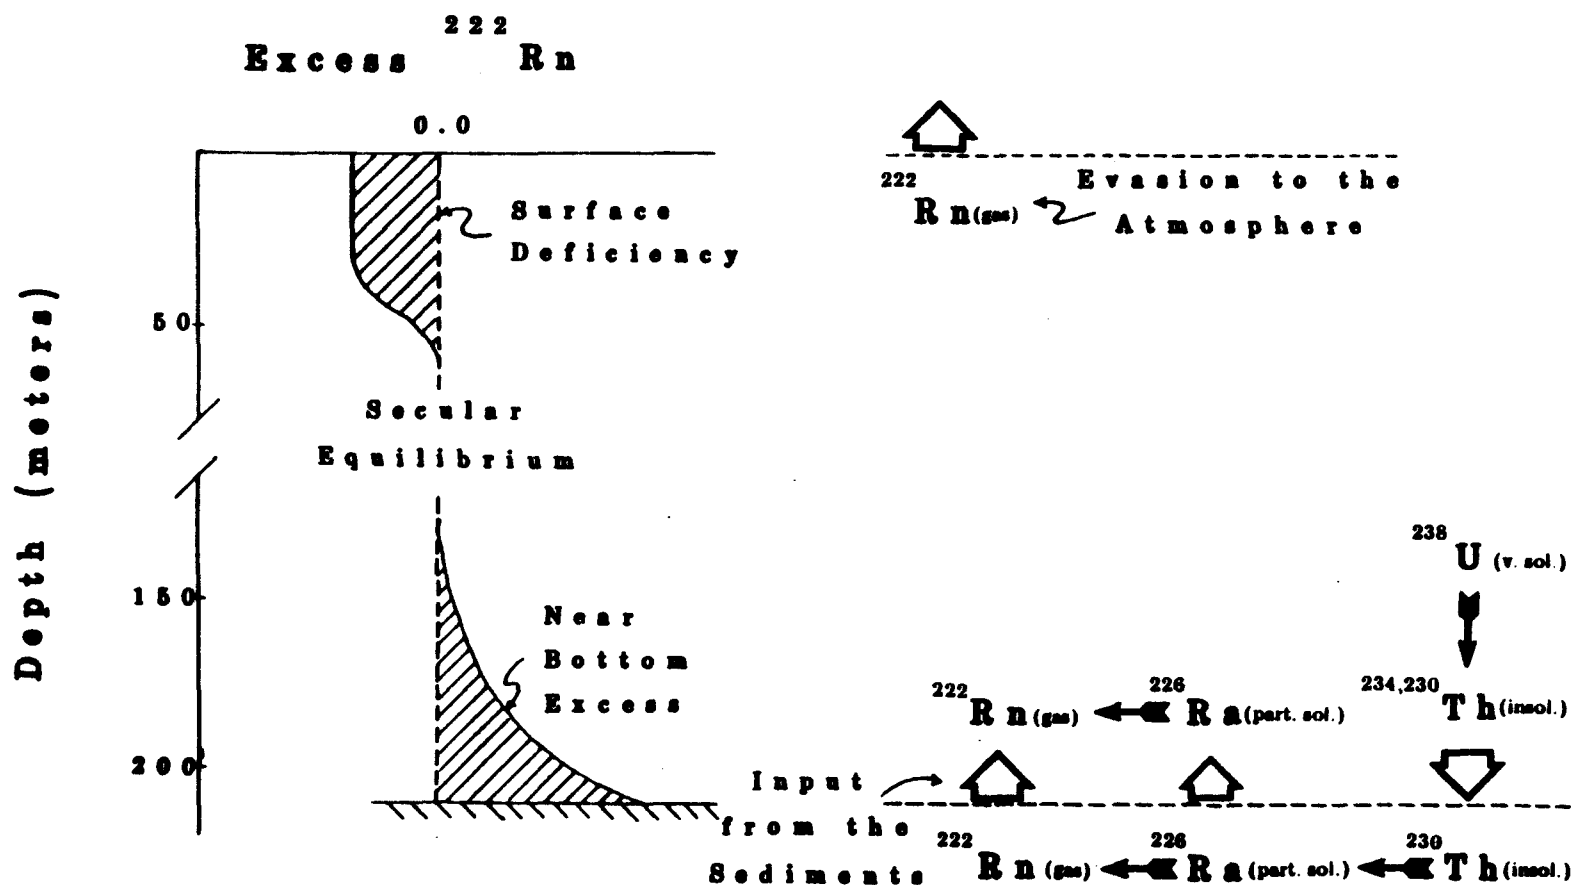 Excess 222Rn
0.0
Surface
Deficiency
50
Secular
Equilibrium
150
Near
Bottom
Excess
200
Depth (meters)
222Rn(gas)
Evasion to the
Atmosphere
238U (v. sol.)
222Rn(gas) 226Ra(part. sol.) 234,230Th(insol.)
Input
from the
Sediments
222Rn(gas) 226Ra(part. sol.) 230Th(insol.)